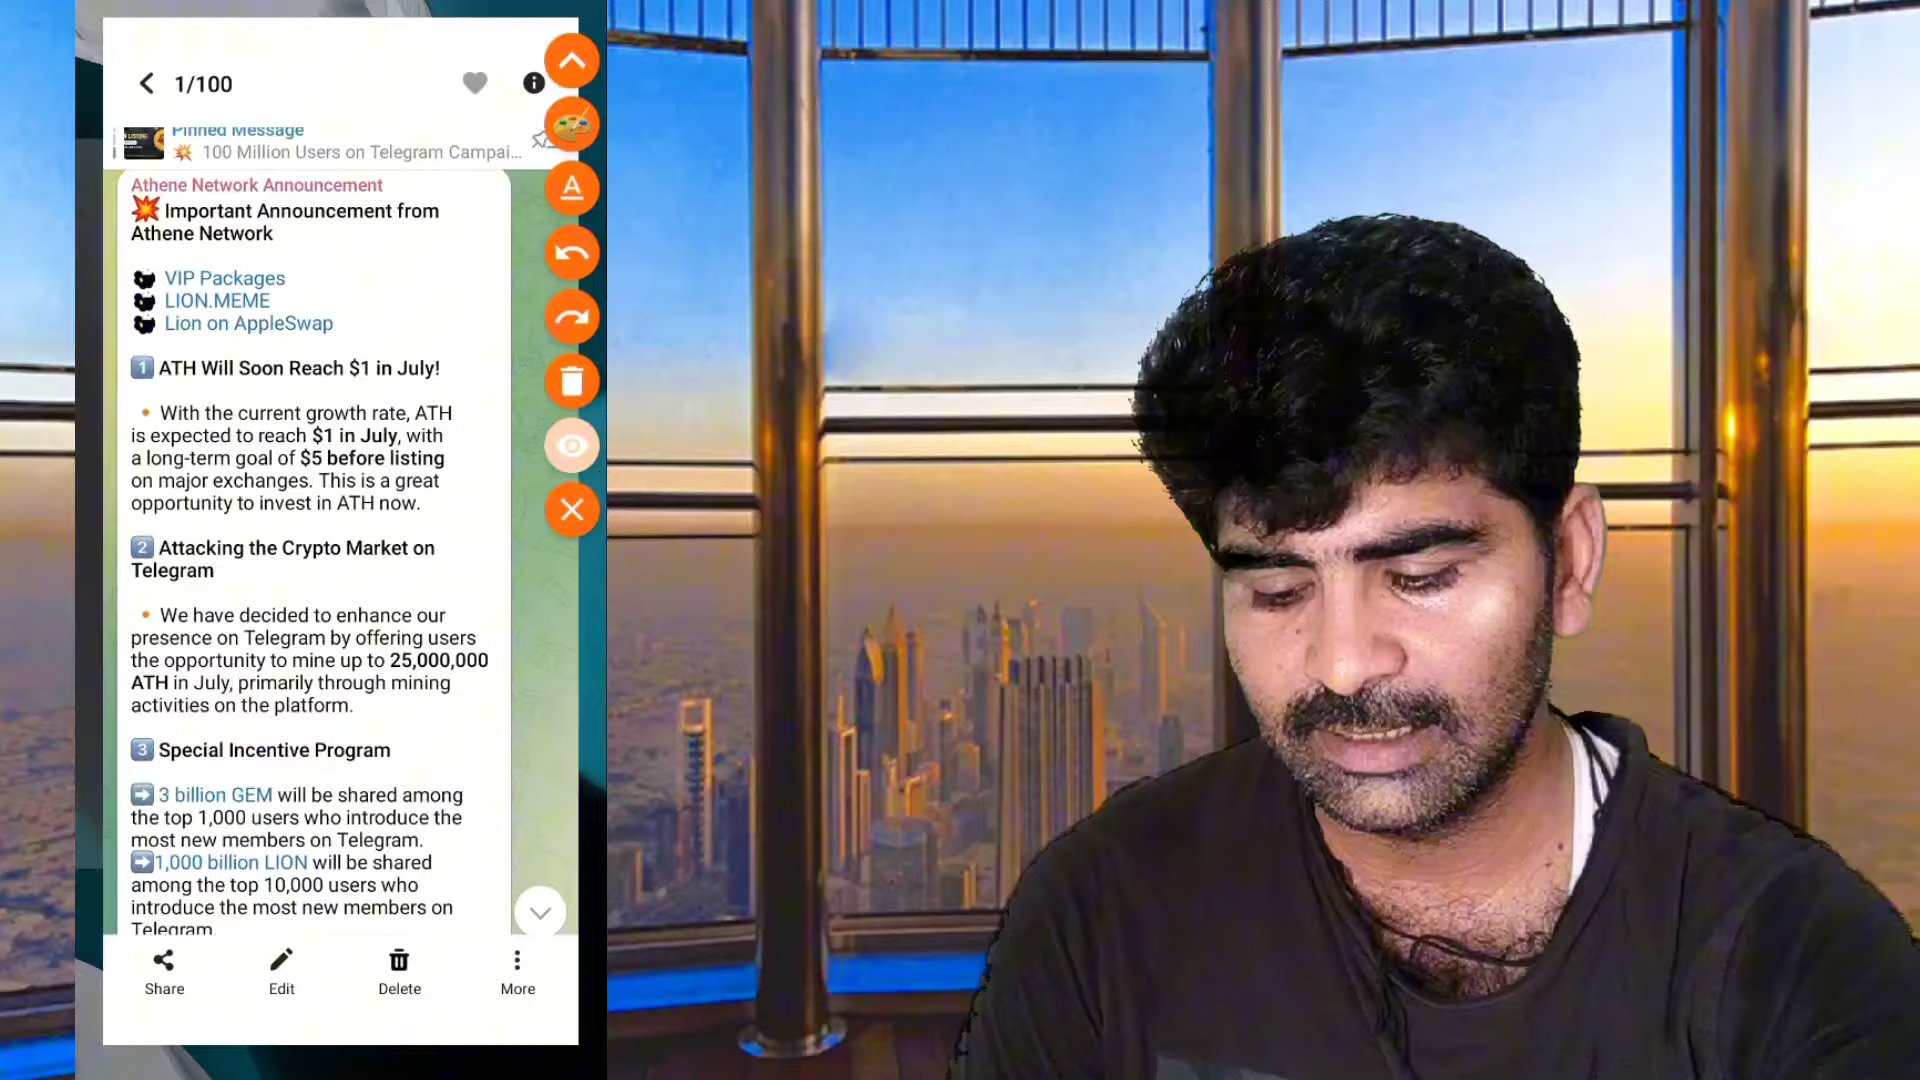 1/100
Pinned Message
💥 100 Million Users on Telegram Campai...
Athene Network Announcement
💥 Important Announcement from
Athene Network
VIP Packages
LION.MEME
Lion on AppleSwap
1 ATH Will Soon Reach $1 in July!
🔸 With the current growth rate, ATH
is expected to reach $1 in July, with
a long-term goal of $5 before listing
on major exchanges. This is a great
opportunity to invest in ATH now.
2 Attacking the Crypto Market on
Telegram
🔸 We have decided to enhance our
presence on Telegram by offering users
the opportunity to mine up to 25,000,000
ATH in July, primarily through mining
activities on the platform.
3 Special Incentive Program
➡️ 3 billion GEM will be shared among
the top 1,000 users who introduce the
most new members on Telegram.
➡️1,000 billion LION will be shared
among the top 10,000 users who
introduce the most new members on
Telegram
Share Edit Delete More
A